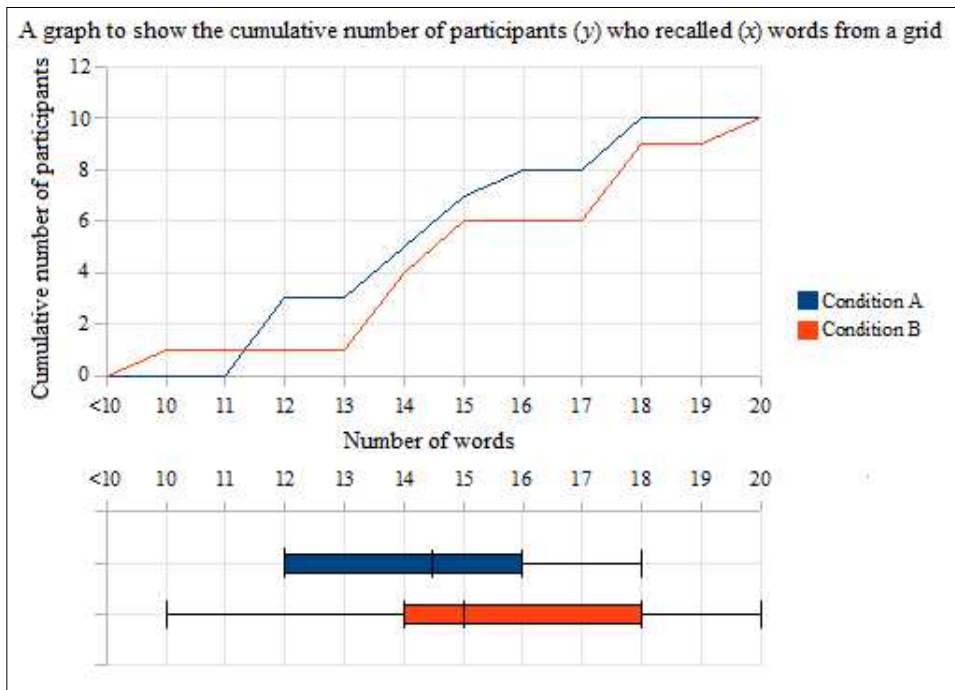 A graph to show the cumulative number of participants (y) who recalled (x) words from a grid
Cumulative number of participants
12
10
8
6
4
2
0
<10 10 11 12 13 14 15 16 17 18 19 20
Number of words
Condition A
Condition B
<10 10 11 12 13 14 15 16 17 18 19 20